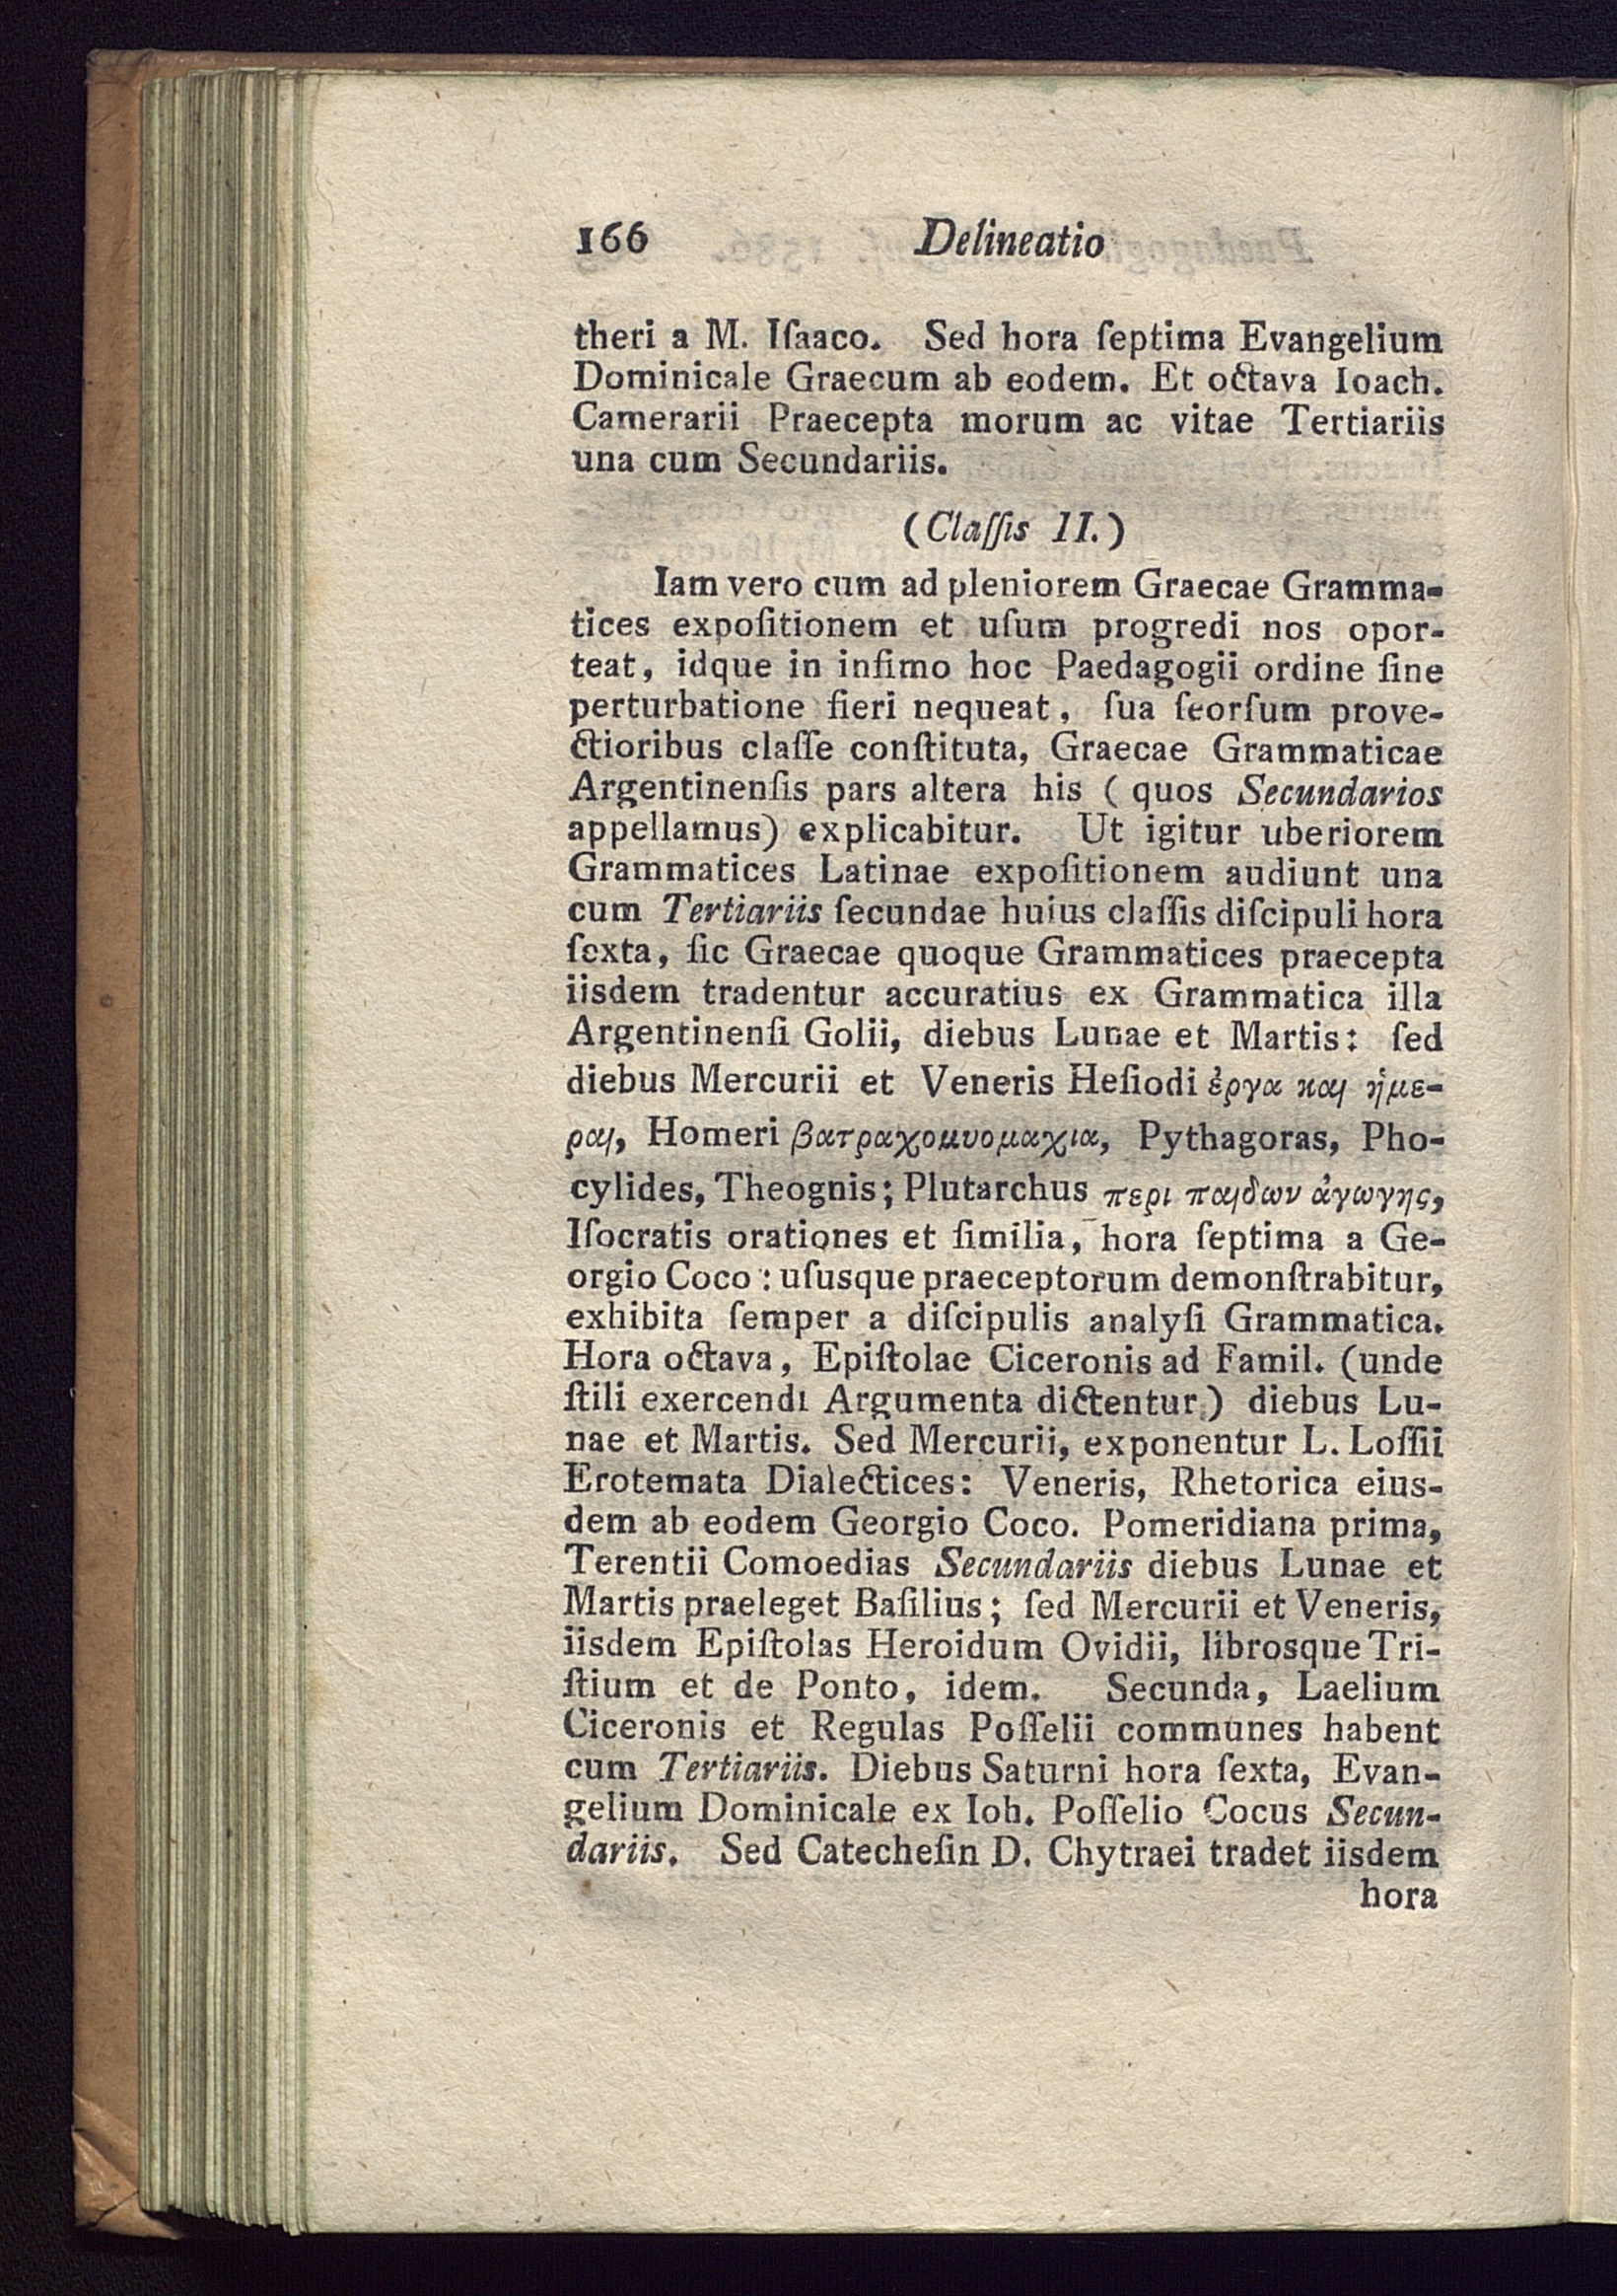 166 Delineatio
theri a M. Iſaaco. Sed hora ſeptima Evangelium
Dominicale Graecum ab eodem. Et octava Ioach.
Camerarii Praecepta morum ac vitae Tertiariis
una cum Secundariis.
(Claſſis II.)
Iam vero cum ad pleniorem Graecae Gramma-
tices expoſitionem et uſum progredi nos opor-
teat, idque in infimo hoc Paedagogii ordine ſine
perturbatione fieri nequeat, ſua ſeorſum prove-
ctioribus claſſe conſtituta, Graecae Grammaticae
Argentinenſis pars altera his (quos Secundarios
appellamus) explicabitur. Ut igitur uberiorem
Grammatices Latinae expoſitionem audiunt una
cum Tertiariis ſecundae huius claſſis diſcipuli hora
ſexta, ſic Graecae quoque Grammatices praecepta
iisdem tradentur accuratius ex Grammatica illa
Argentinenſi Golii, diebus Lunae et Martis: ſed
diebus Mercurii et Veneris Heſiodi ἐργα και ἡμε-
ραι, Homeri βατραχομυομαχια, Pythagoras, Pho-
cylides, Theognis; Plutarchus περι παιδων ἀγωγης,
Iſocratis orationes et ſimilia, hora ſeptima a Ge-
orgio Coco: uſusque praeceptorum demonſtrabitur,
exhibita ſemper a diſcipulis analyſi Grammatica.
Hora octava, Epiſtolae Ciceronis ad Famil. (unde
ſtili exercendi Argumenta dictentur) diebus Lu-
nae et Martis. Sed Mercurii, exponentur L. Loſſii
Erotemata Dialectices: Veneris, Rhetorica eius-
dem ab eodem Georgio Coco. Pomeridiana prima,
Terentii Comoedias Secundariis diebus Lunae et
Martis praeleget Baſilius; ſed Mercurii et Veneris,
iisdem Epiſtolas Heroidum Ovidii, librosque Tri-
ſtium et de Ponto, idem. Secunda, Laelium
Ciceronis et Regulas Poſſelii communes habent
cum Tertiariis. Diebus Saturni hora ſexta, Evan-
gelium Dominicale ex Ioh. Poſſelio Cocus Secun-
dariis. Sed Catecheſin D. Chytraei tradet iisdem
hora